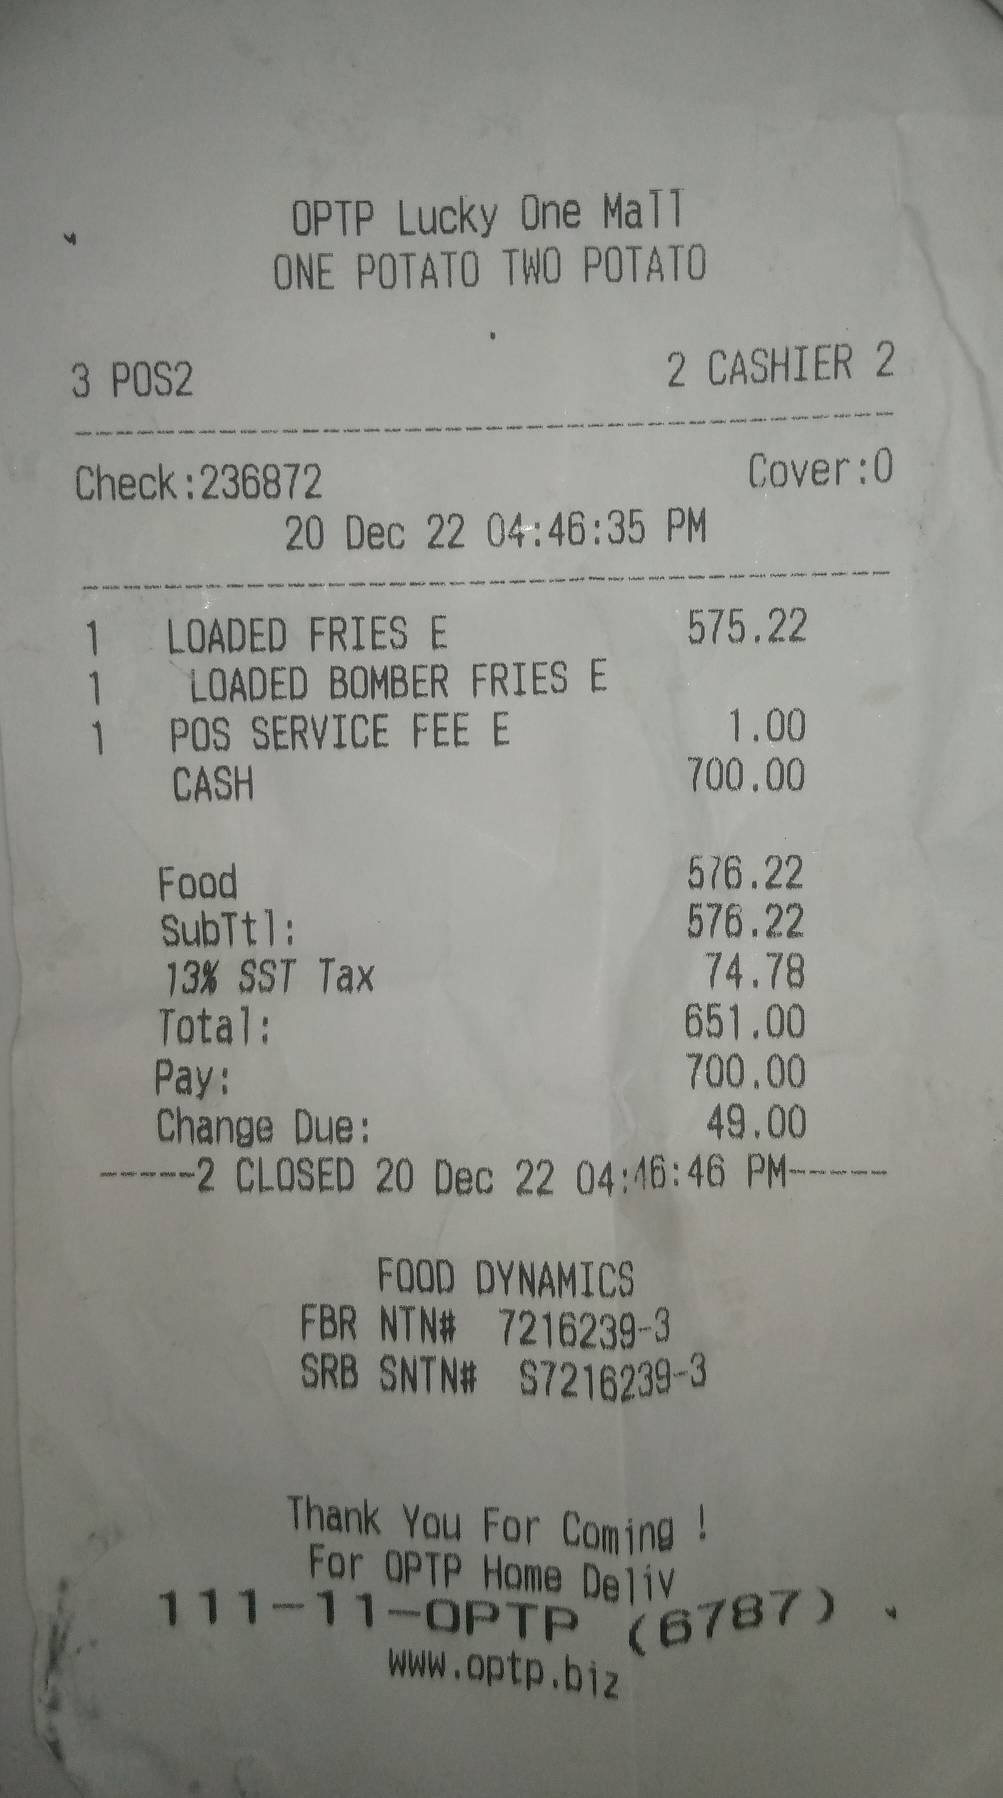 OPTP Lucky One Mall
ONE POTATO TWO POTATO
3 POS2 2 CASHIER 2
Check:236872 Cover:0
20 Dec 22 04:46:35 PM
1 LOADED FRIES E 575.22
1 LOADED BOMBER FRIES E
1 POS SERVICE FEE E 1.00
CASH 700.00
Food 576.22
SubTtl: 576.22
13% SST Tax 74.78
Total: 651.00
Pay: 700.00
Change Due: 49.00
-----2 CLOSED 20 Dec 22 04:46:46 PM-----
FOOD DYNAMICS
FBR NTN# 7216239-3
SRB SNTN# S7216239-3
Thank You For Coming !
For OPTP Home Deliv
111-11-OPTP (6787)
www.optp.biz